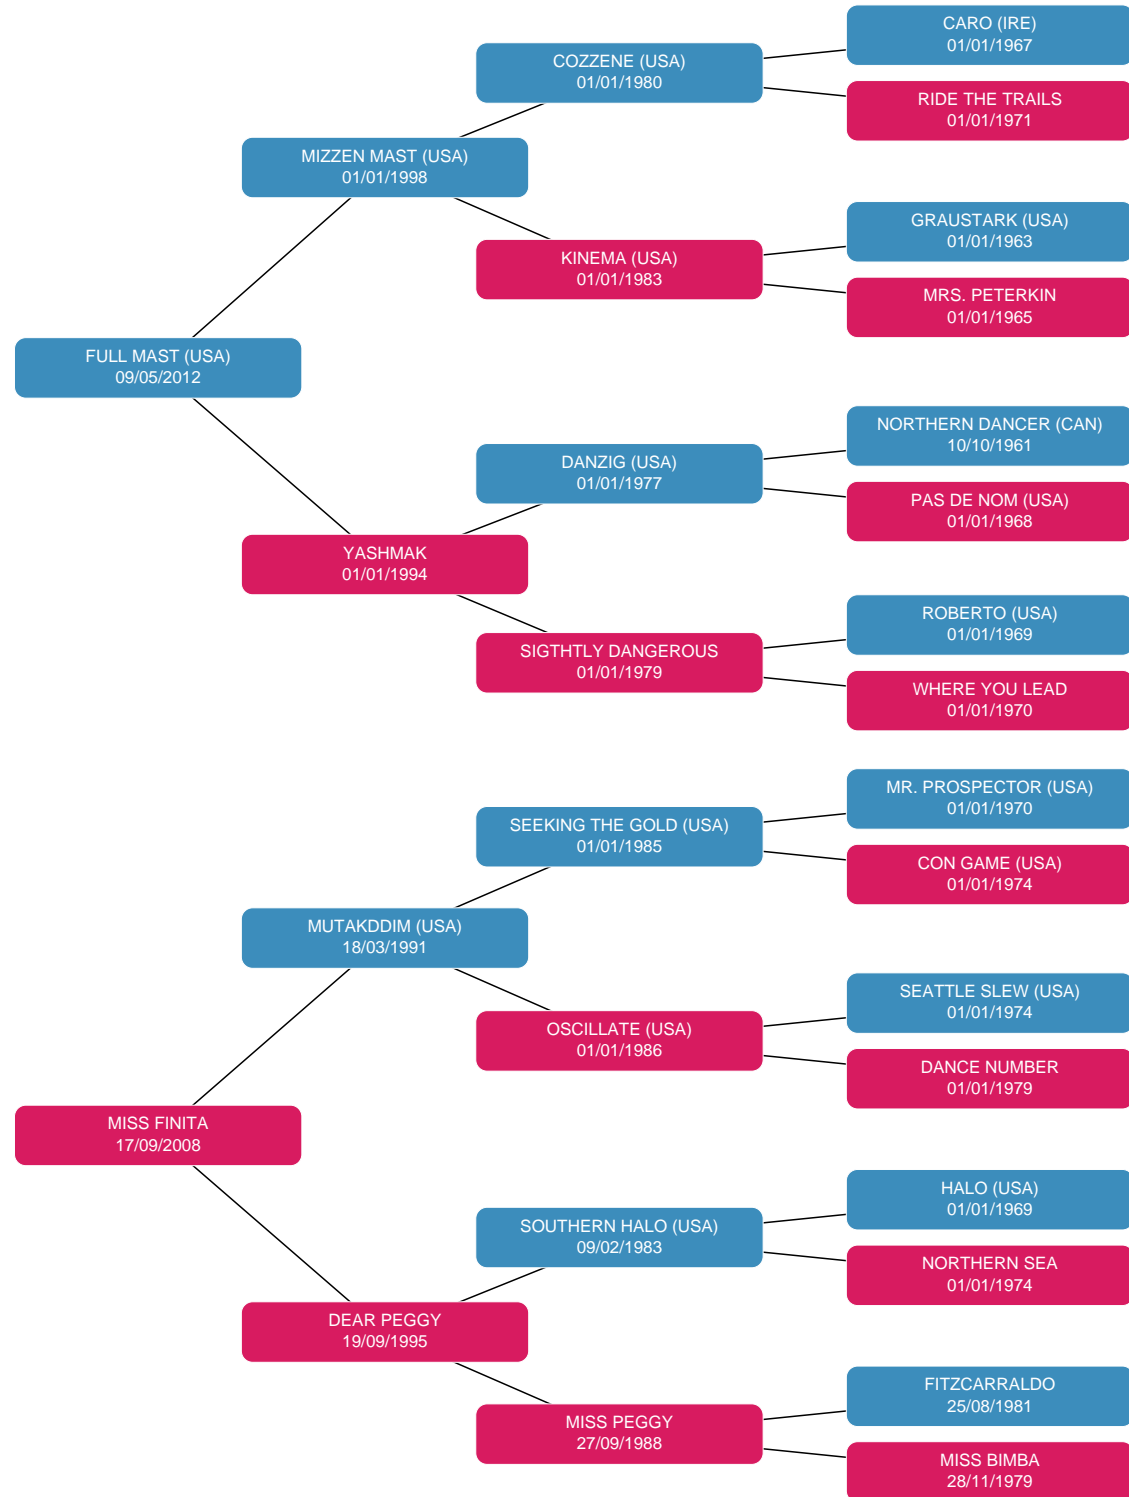 CARO (IRE)
01/01/1967
COZZENE (USA)
01/01/1980
RIDE THE TRAILS
01/01/1971
MIZZEN MAST (USA)
01/01/1998
GRAUSTARK (USA)
01/01/1963
KINEMA (USA)
01/01/1983
MRS. PETERKIN
01/01/1965
FULL MAST (USA)
09/05/2012
NORTHERN DANCER (CAN)
10/10/1961
DANZIG (USA)
01/01/1977
PAS DE NOM (USA)
01/01/1968
YASHMAK
01/01/1994
ROBERTO (USA)
01/01/1969
SIGTHTLY DANGEROUS
01/01/1979
WHERE YOU LEAD
01/01/1970
MR. PROSPECTOR (USA)
01/01/1970
SEEKING THE GOLD (USA)
01/01/1985
CON GAME (USA)
01/01/1974
MUTAKDDIM (USA)
18/03/1991
SEATTLE SLEW (USA)
01/01/1974
OSCILLATE (USA)
01/01/1986
DANCE NUMBER
01/01/1979
MISS FINITA
17/09/2008
HALO (USA)
01/01/1969
SOUTHERN HALO (USA)
09/02/1983
NORTHERN SEA
01/01/1974
DEAR PEGGY
19/09/1995
FITZCARRALDO
25/08/1981
MISS PEGGY
27/09/1988
MISS BIMBA
28/11/1979